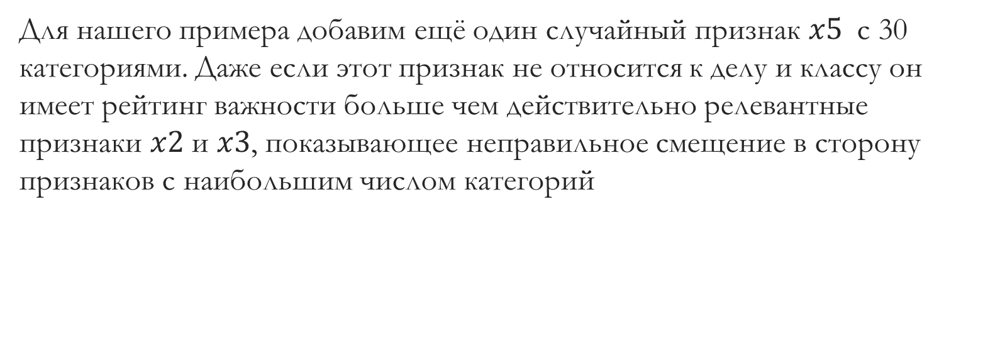 Для нашего примера добавим ещё один случайный признак x5 с 30
категориями. Даже если этот признак не относится к делу и классу он
имеет рейтинг важности больше чем действительно релевантные
признаки x2 и x3, показывающее неправильное смещение в сторону
признаков с наибольшим числом категорий